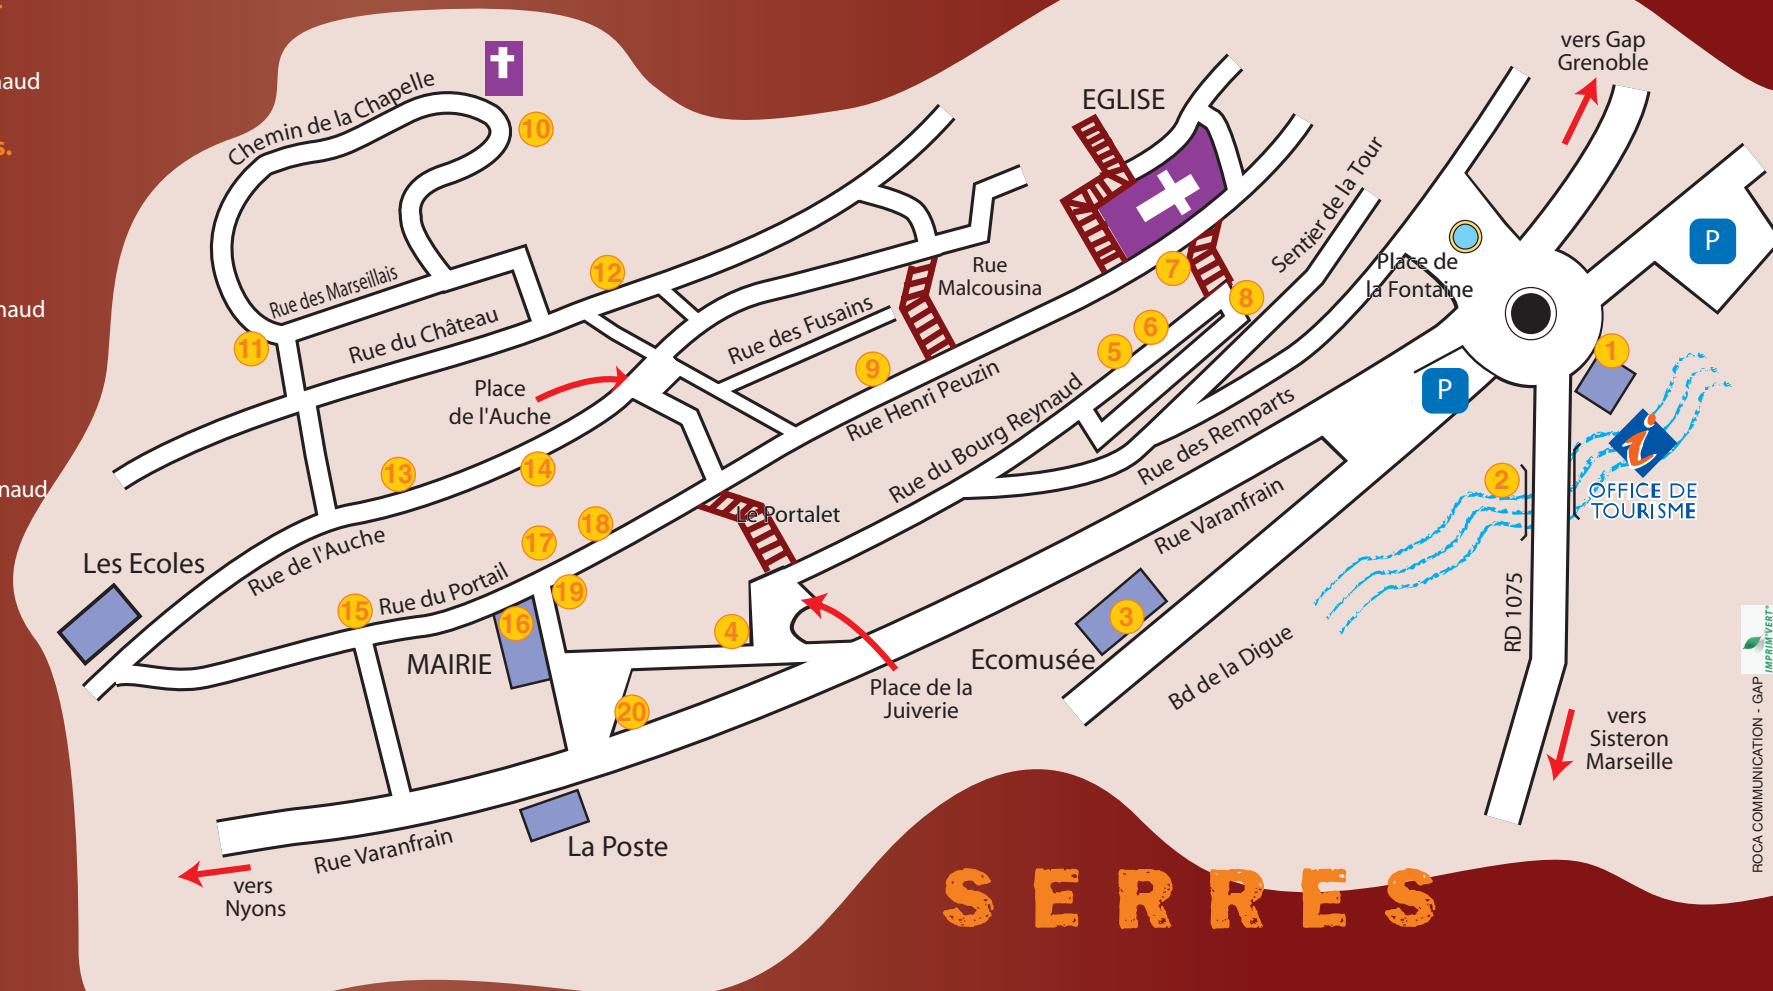 naud
s.
naud
naud
vers Gap
Grenoble
EGLISE
Chemin de la Chapelle
10
Sentier de la Tour
P
Place de
la Fontaine
Rue
Malcousina
7
8
12
Rue des Marseillais
Rue du Château
11
Rue des Fusains
6
5
1
9
Place
de l'Auche
P
Rue Henri Peuzin
Rue du Bourg Reynaud
Rue des Remparts
13
14
2
OFFICE DE
TOURISME
Le Portalet
18
17
Rue Varanfrain
Les Ecoles
Rue de l'Auche
Rue du Portail
15
19
16
4
3
RD 1075
MAIRIE
Ecomusée
Bd de la Digue
Place de la
Juiverie
20
vers
Sisteron
Marseille
IMPRIM'VERT®
ROCA COMMUNICATION - GAP
La Poste
Rue Varanfrain
vers
Nyons
SERRES